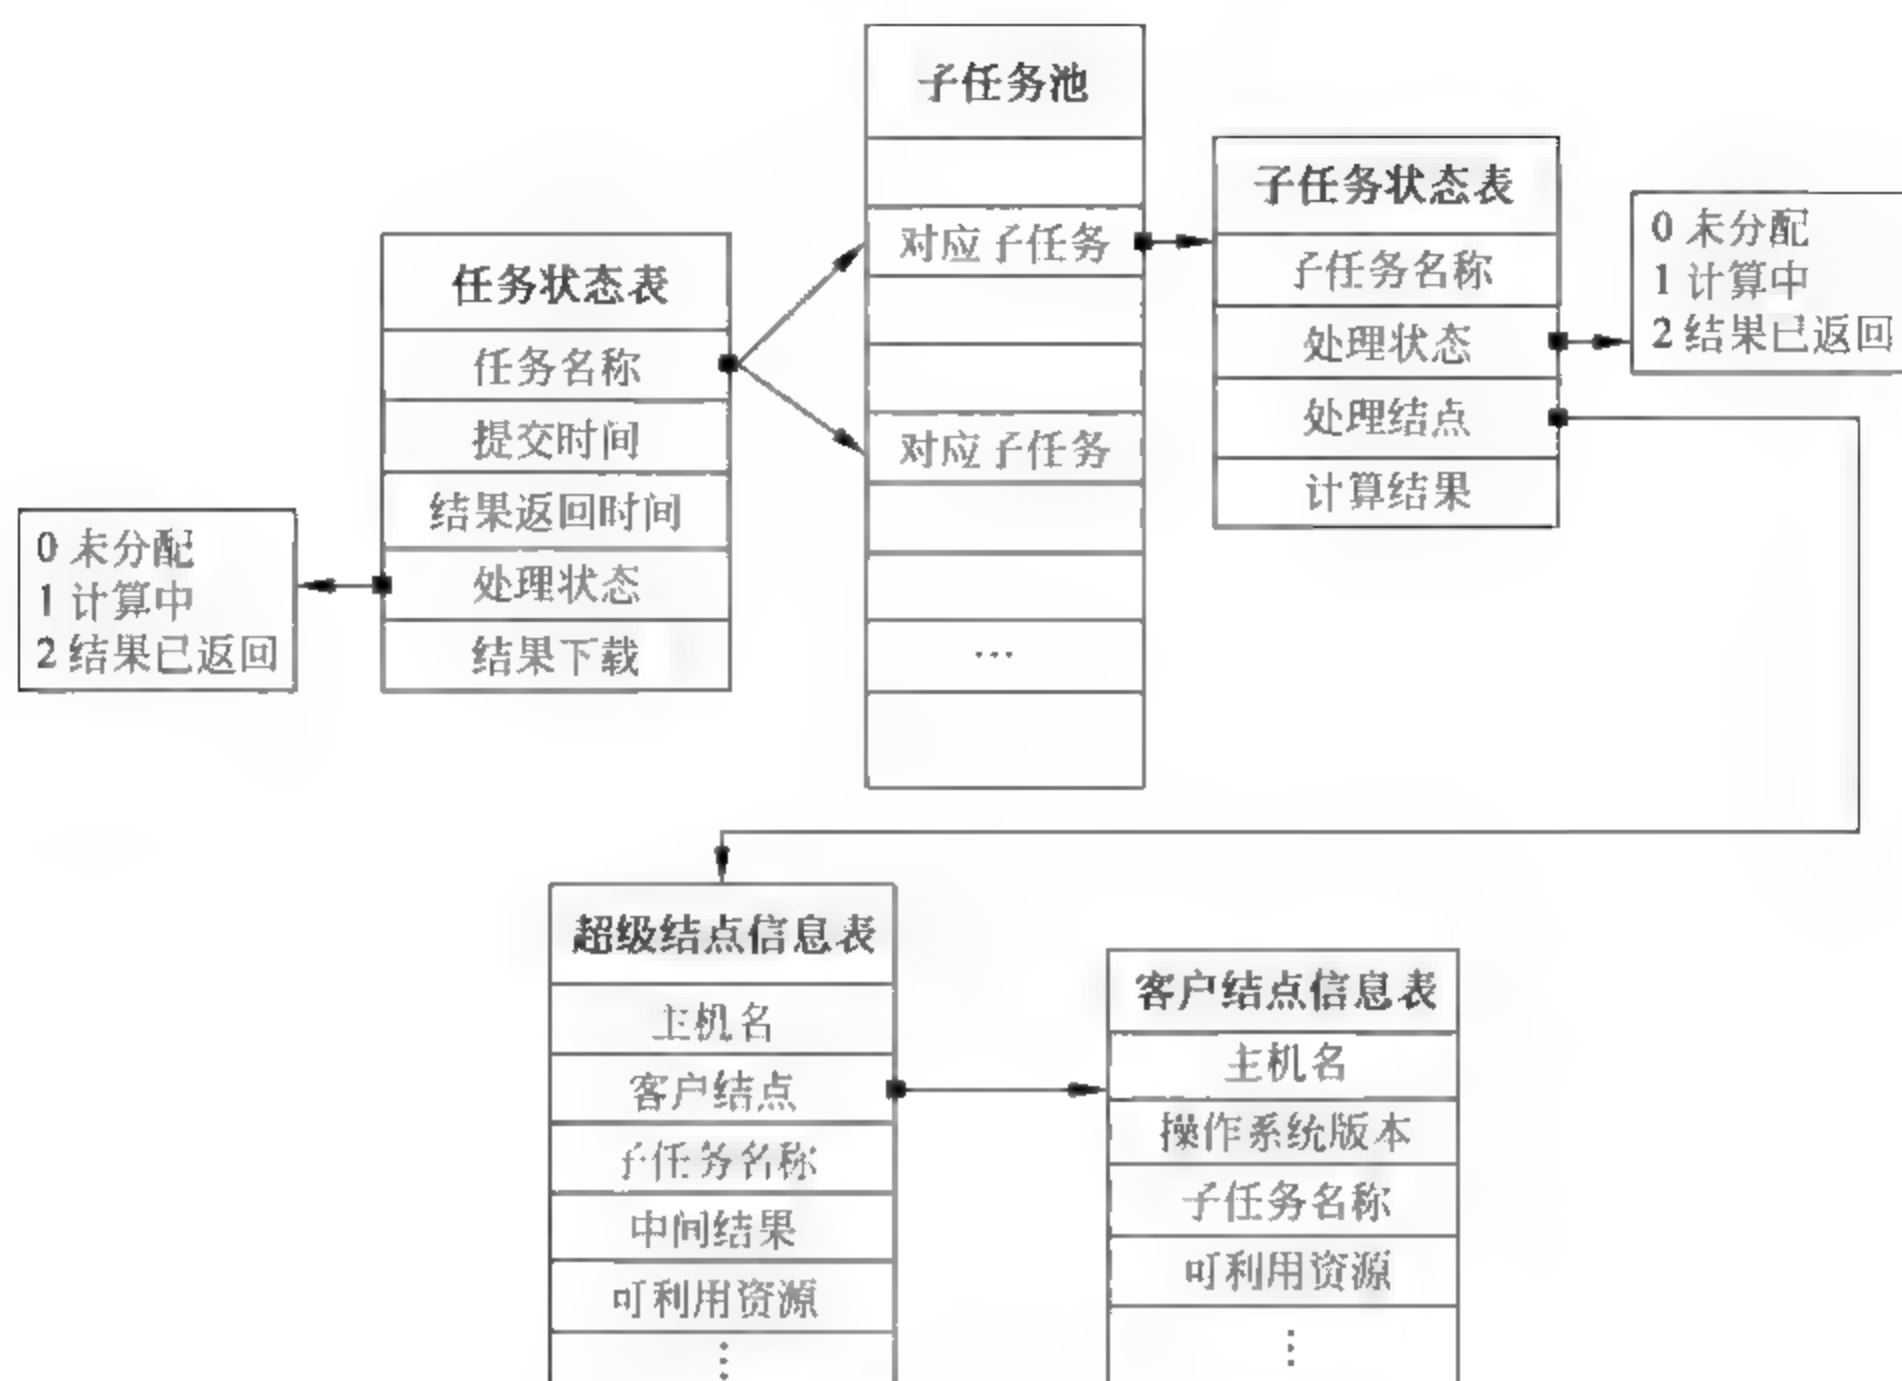 子任务池
对应子任务
对应子任务
…
任务状态表
任务名称
提交时间
结果返回时间
处理状态
结果下载
0 未分配
1 计算中
2 结果已返回
子任务状态表
子任务名称
处理状态
处理结点
计算结果
0 未分配
1 计算中
2 结果已返回
超级结点信息表
主机名
客户结点
子任务名称
中间结果
可利用资源
⋮
客户结点信息表
主机名
操作系统版本
子任务名称
可利用资源
⋮